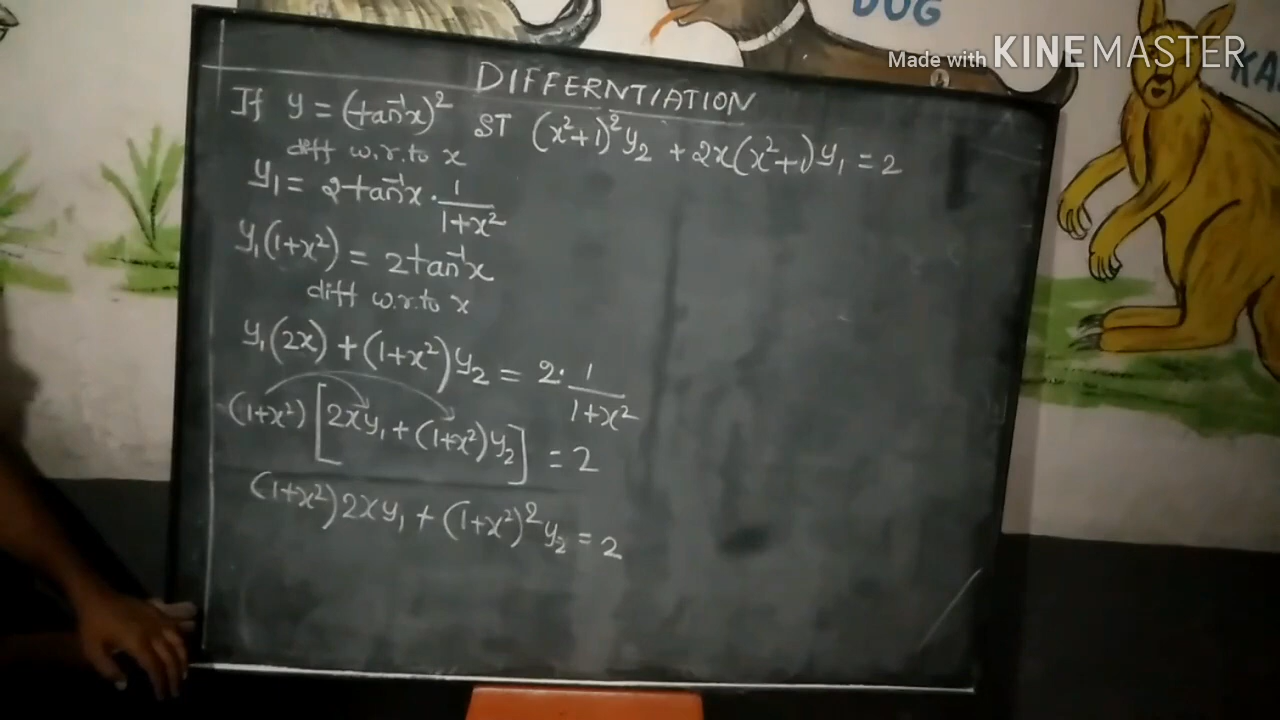 DOG
Made with KINEMASTER
KA
DIFFERNTIATION
If y = (tan⁻¹x)² ST (x²+1)²y₂ + 2x(x²+1)y₁ = 2
diff w.r.to x
y₁ = 2tan⁻¹x · 1/(1+x²)
y₁(1+x²) = 2tan⁻¹x
diff w.r.to x
y₁(2x) + (1+x²)y₂ = 2 · 1/(1+x²)
(1+x²)[2xy₁ + (1+x²)y₂] = 2
(1+x²)2xy₁ + (1+x²)²y₂ = 2